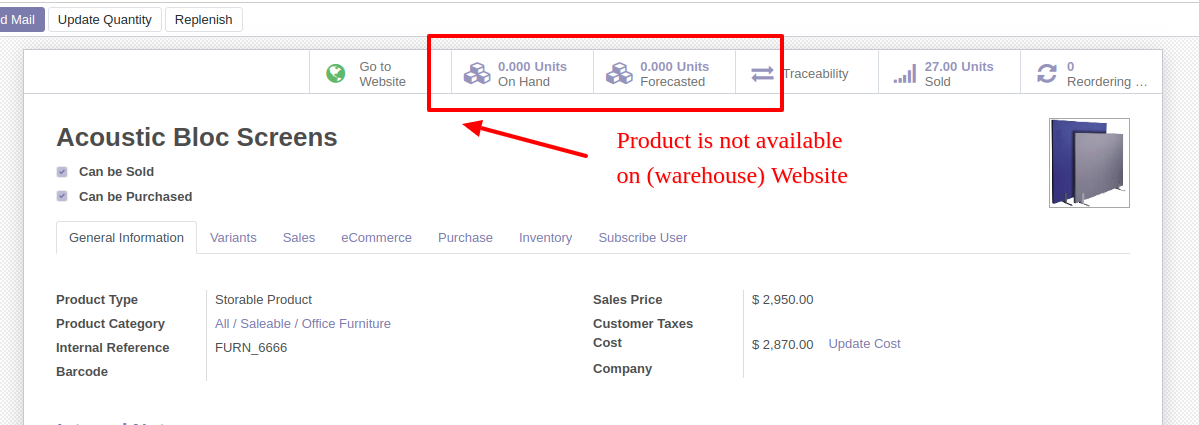 d Mail Update Quantity Replenish
Go to Website
0.000 Units On Hand
0.000 Units Forecasted
Traceability
27.00 Units Sold
0 Reordering ...
Acoustic Bloc Screens
Product is not available
on (warehouse) Website
Can be Sold
Can be Purchased
General Information Variants Sales eCommerce Purchase Inventory Subscribe User
Product Type Storable Product
Product Category All / Saleable / Office Furniture
Internal Reference FURN_6666
Barcode
Sales Price $ 2,950.00
Customer Taxes
Cost $ 2,870.00 Update Cost
Company